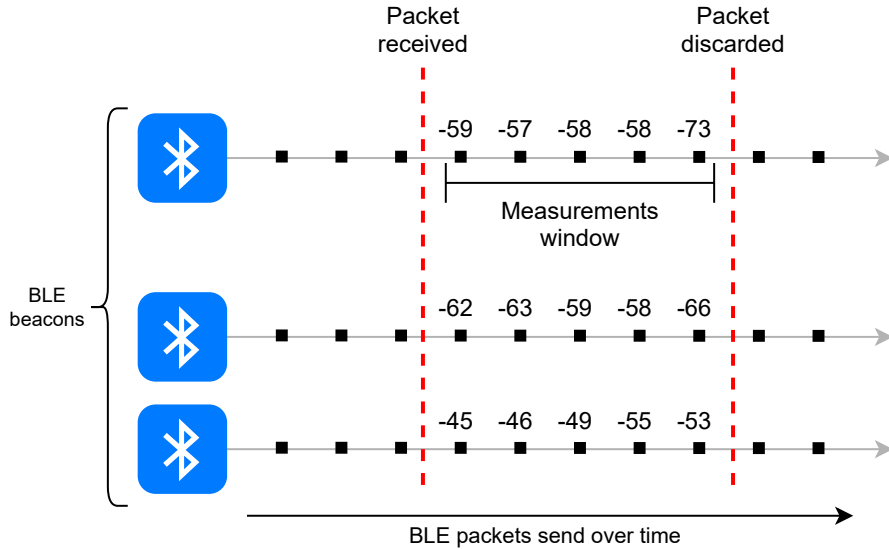 Packet
received
Packet
discarded
-59 -57 -58 -58 -73
Measurements
window
BLE
beacons
-62 -63 -59 -58 -66
-45 -46 -49 -55 -53
BLE packets send over time